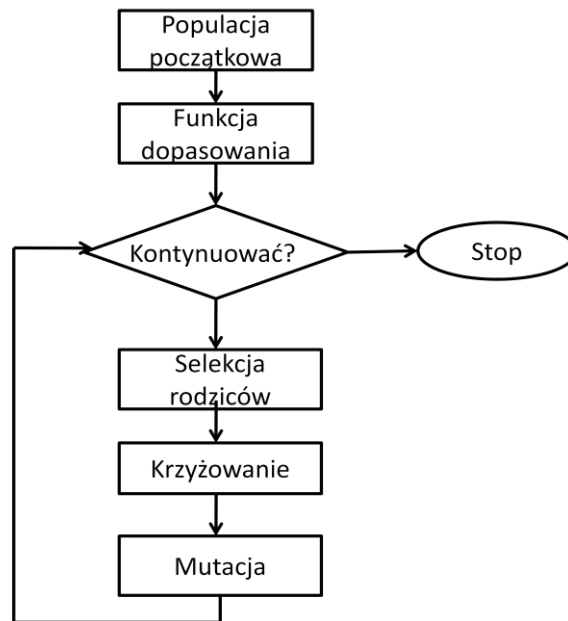 Populacja
początkowa
Funkcja
dopasowania
Kontynuować?
Stop
Selekcja
rodziców
Krzyżowanie
Mutacja